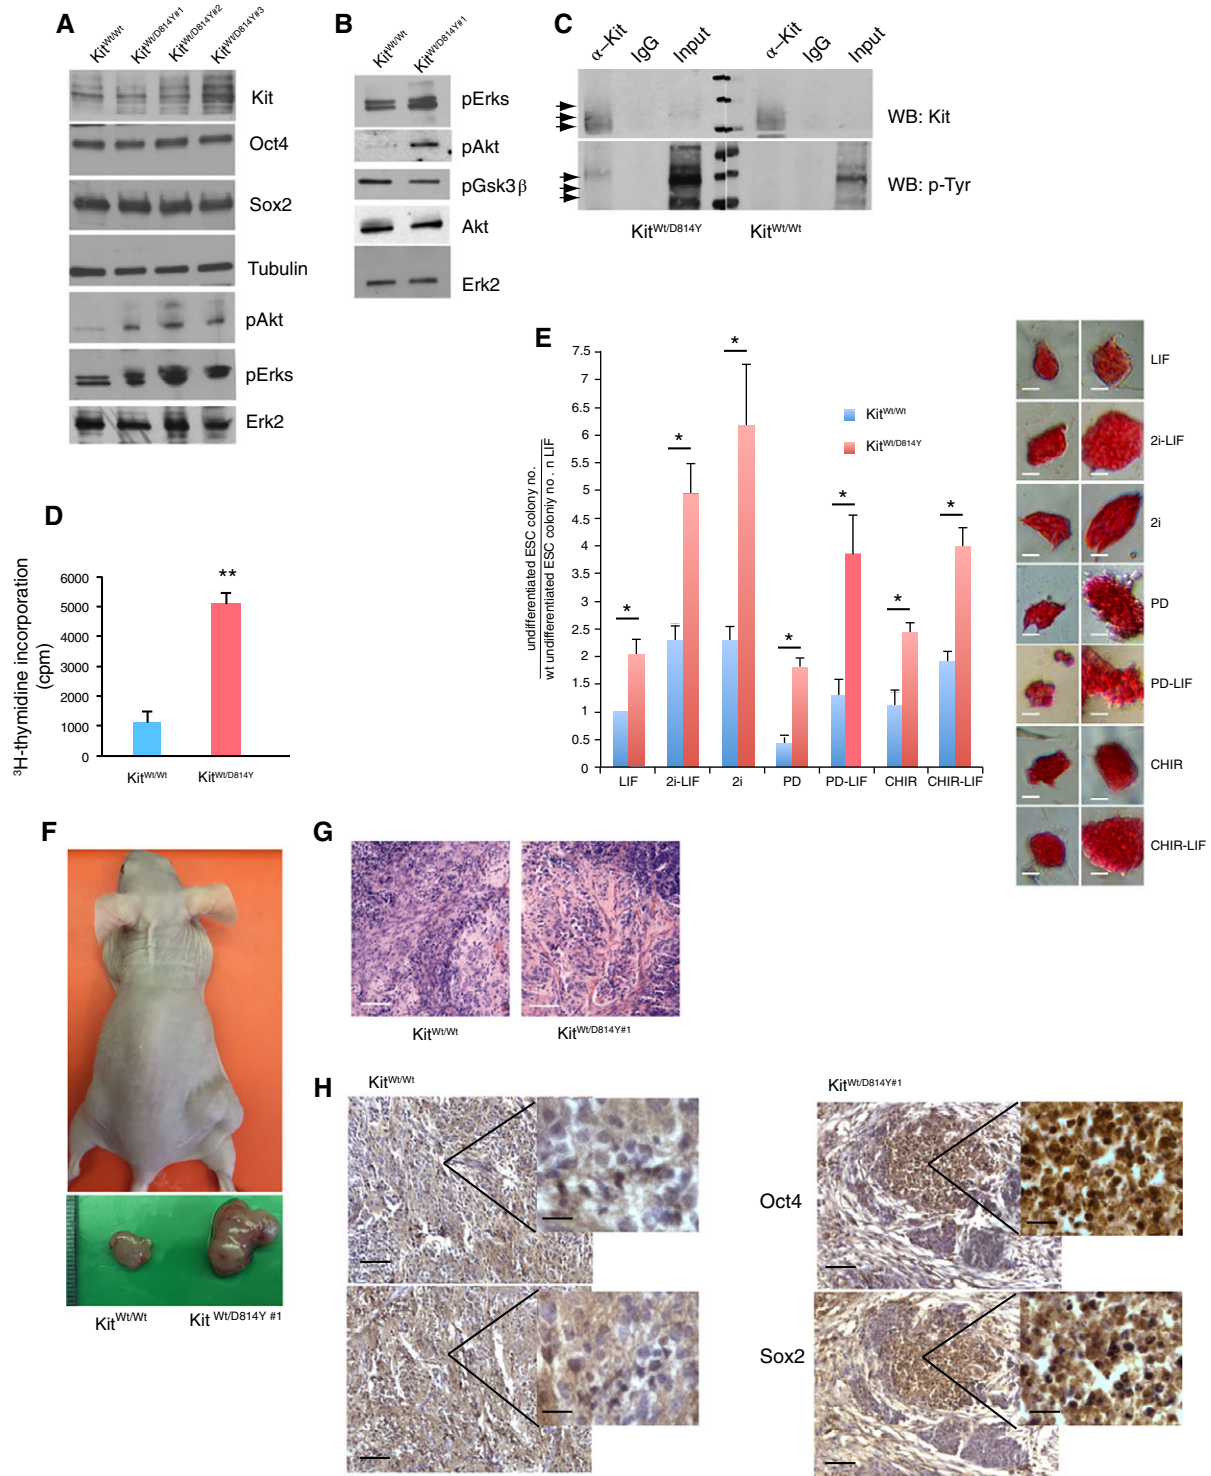 A
Kit^Wt/Wt
Kit^Wt/D814Y#1
Kit^Wt/D814Y#2
Kit^Wt/D814Y#3
Kit
Oct4
Sox2
Tubulin
pAkt
pErks
Erk2
B
Kit^Wt/Wt
Kit^Wt/D814Y#1
pErks
pAkt
pGsk3β
Akt
Erk2
C
α–Kit
IgG
Input
α–Kit
IgG
Input
WB: Kit
WB: p-Tyr
Kit^Wt/D814Y
Kit^Wt/Wt
D
³H-thymidine incorporation
(cpm)
6000
5000
4000
3000
2000
1000
0
**
Kit^Wt/Wt
Kit^Wt/D814Y
E
undifferentiated ESC colony no.
wt undifferentiated ESC coloniy no . n LIF
7.5
7
6.5
6
5.5
5
4.5
4
3.5
3
2.5
2
1.5
1
0.5
0
*
*
*
*
*
*
*
Kit^Wt/Wt
Kit^Wt/D814Y
LIF
2i-LIF
2i
PD
PD-LIF
CHIR
CHIR-LIF
LIF
2i-LIF
2i
PD
PD-LIF
CHIR
CHIR-LIF
F
Kit^Wt/Wt
Kit^Wt/D814Y #1
G
Kit^Wt/Wt
Kit^Wt/D814Y#1
H
Kit^Wt/Wt
Kit^Wt/D814Y#1
Oct4
Sox2